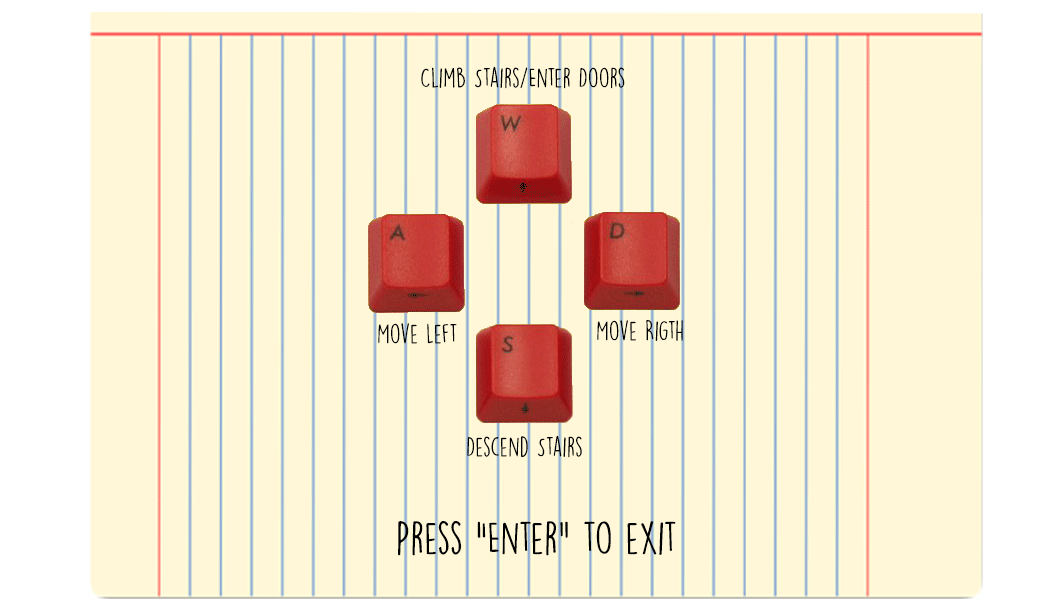 CLIMB STAIRS/ENTER DOORS
W
A
D
MOVE LEFT
MOVE RIGTH
S
DESCEND STAIRS
PRESS "ENTER" TO EXIT